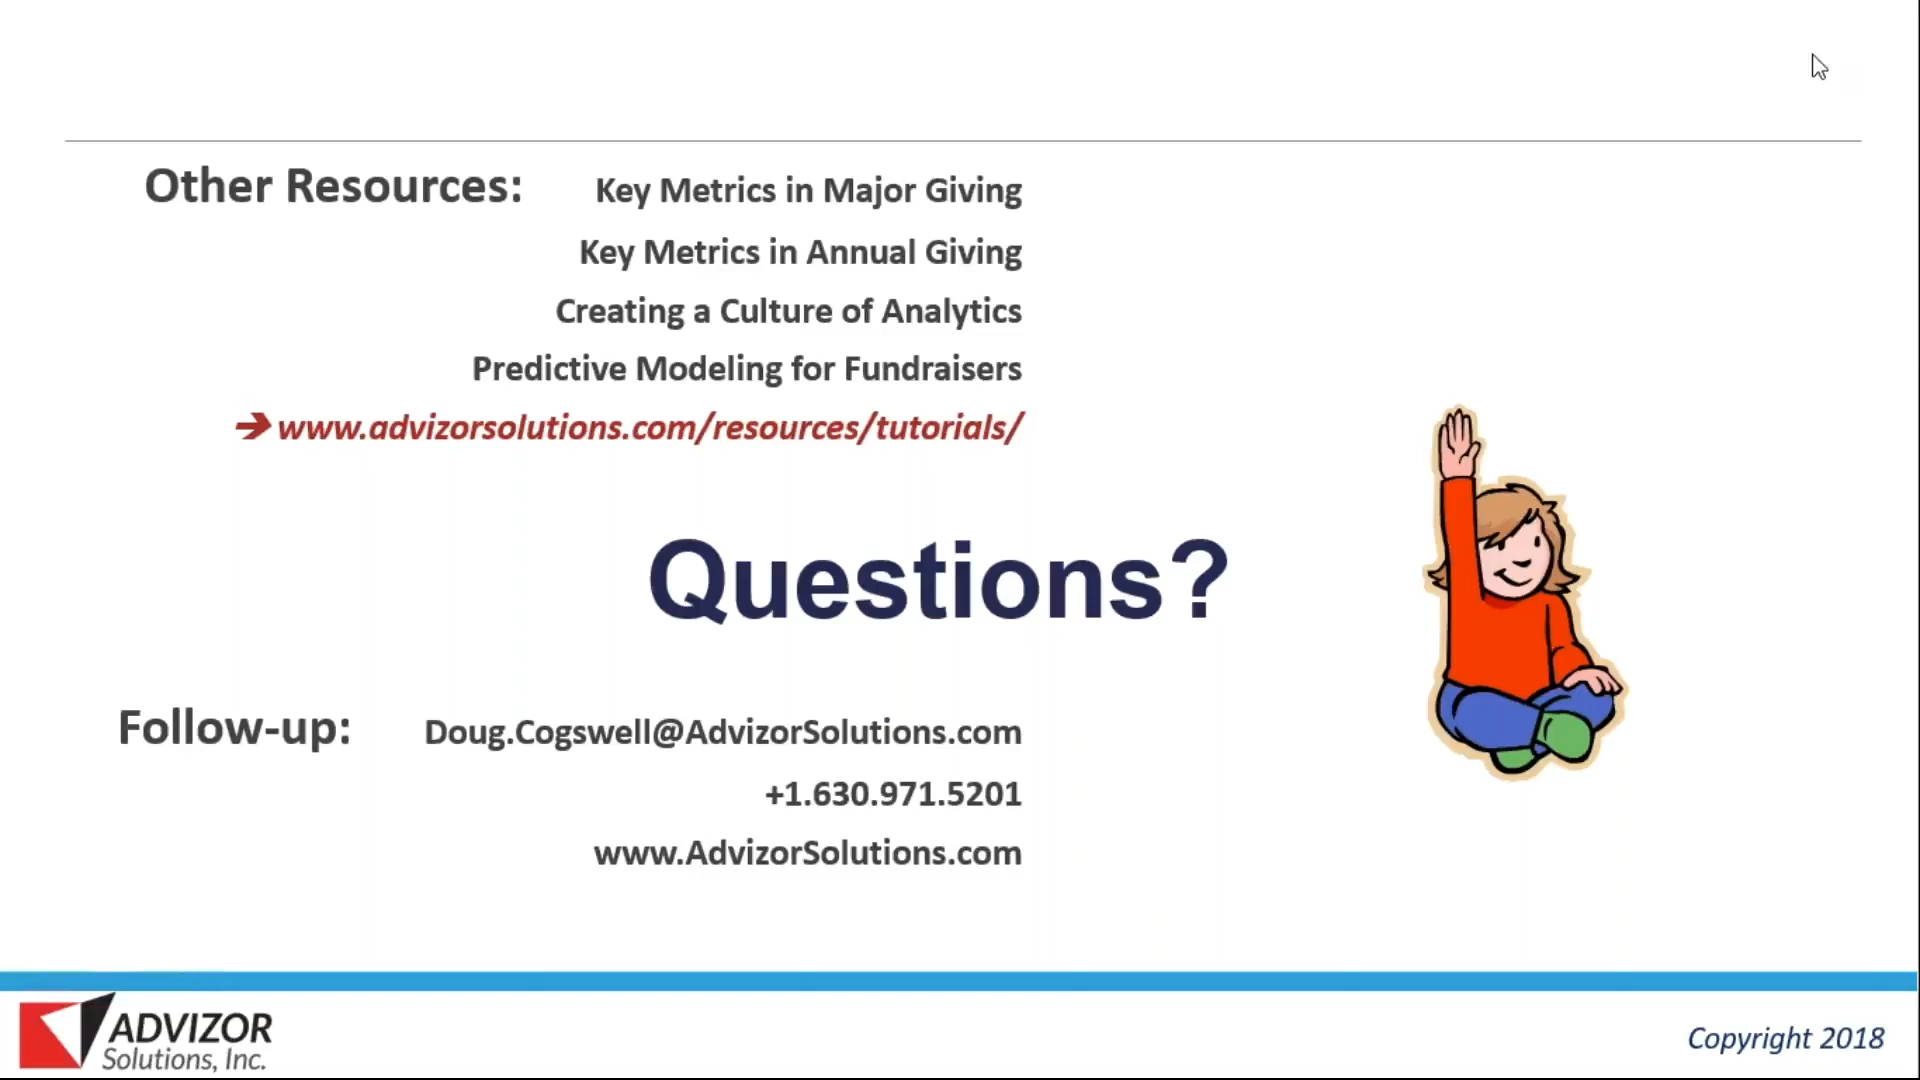 Other Resources: Key Metrics in Major Giving
Key Metrics in Annual Giving
Creating a Culture of Analytics
Predictive Modeling for Fundraisers
➔ www.advizorsolutions.com/resources/tutorials/
Questions?
Follow-up: Doug.Cogswell@AdvizorSolutions.com
+1.630.971.5201
www.AdvizorSolutions.com
ADVIZOR
Solutions, Inc.
Copyright 2018